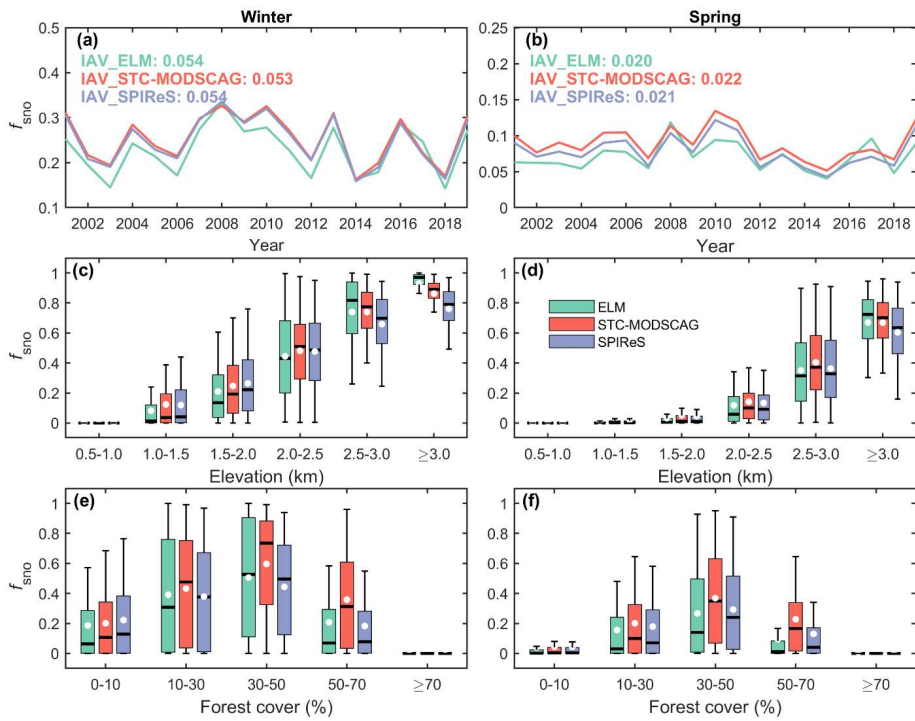 Winter
Spring
(a)
IAV_ELM: 0.054
IAV_STC-MODSCAG: 0.053
IAV_SPIReS: 0.054
0.5
0.4
0.3
0.2
0.1
fsno
2002 2004 2006 2008 2010 2012 2014 2016 2018
Year
(b)
IAV_ELM: 0.020
IAV_STC-MODSCAG: 0.022
IAV_SPIReS: 0.021
0.25
0.20
0.15
0.10
0.05
0
2002 2004 2006 2008 2010 2012 2014 2016 2018
Year
(c)
1
0.8
0.6
0.4
0.2
0
fsno
0.5-1.0 1.0-1.5 1.5-2.0 2.0-2.5 2.5-3.0 ≥3.0
Elevation (km)
(d)
ELM
STC-MODSCAG
SPIReS
1
0.8
0.6
0.4
0.2
0
0.5-1.0 1.0-1.5 1.5-2.0 2.0-2.5 2.5-3.0 ≥3.0
Elevation (km)
(e)
1
0.8
0.6
0.4
0.2
0
fsno
0-10 10-30 30-50 50-70 ≥70
Forest cover (%)
(f)
1
0.8
0.6
0.4
0.2
0
0-10 10-30 30-50 50-70 ≥70
Forest cover (%)